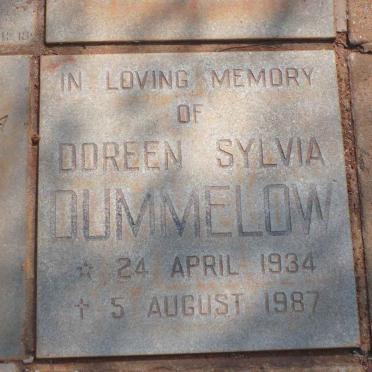 IN LOVING MEMORY
OF
DOREEN SYLVIA
DUMMELOW
☆ 24 APRIL 1934
† 5 AUGUST 1987